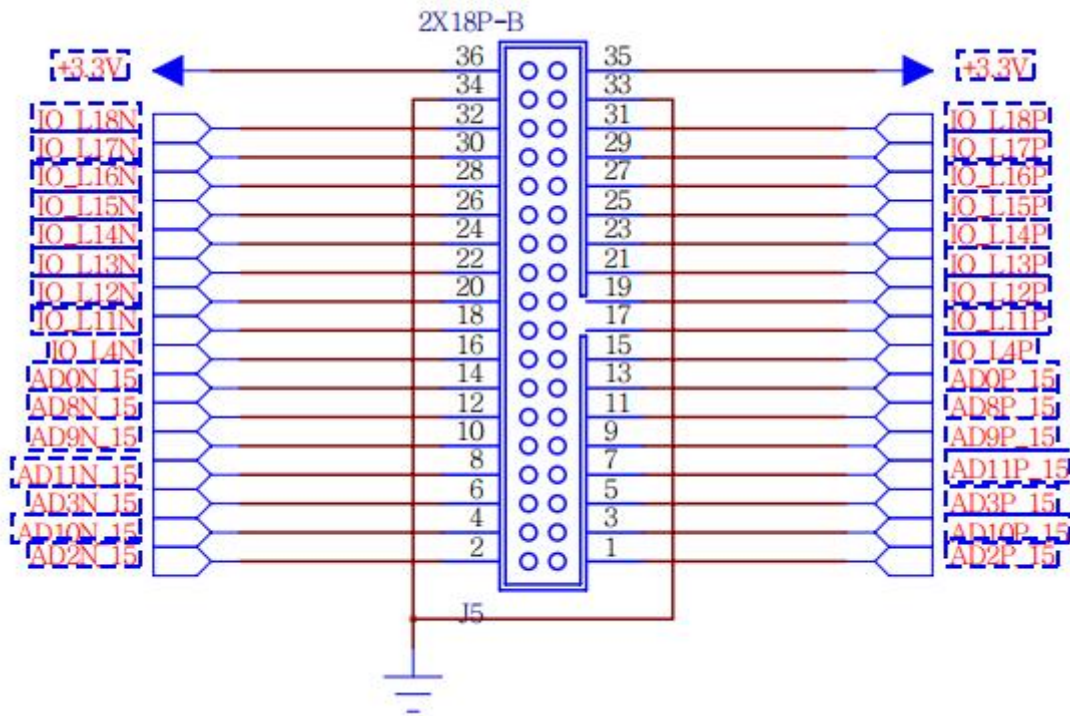 2X18P-B
+3.3V 36 35 +3.3V
34 33
IO_L18N 32 31 IO_L18P
IO_L17N 30 29 IO_L17P
IO_L16N 28 27 IO_L16P
IO_L15N 26 25 IO_L15P
IO_L14N 24 23 IO_L14P
IO_L13N 22 21 IO_L13P
IO_L12N 20 19 IO_L12P
IO_L11N 18 17 IO_L11P
IO_L4N 16 15 IO_L4P
AD0N_15 14 13 AD0P_15
AD8N_15 12 11 AD8P_15
AD9N_15 10 9 AD9P_15
AD11N_15 8 7 AD11P_15
AD3N_15 6 5 AD3P_15
AD10N_15 4 3 AD10P_15
AD2N_15 2 1 AD2P_15
J5